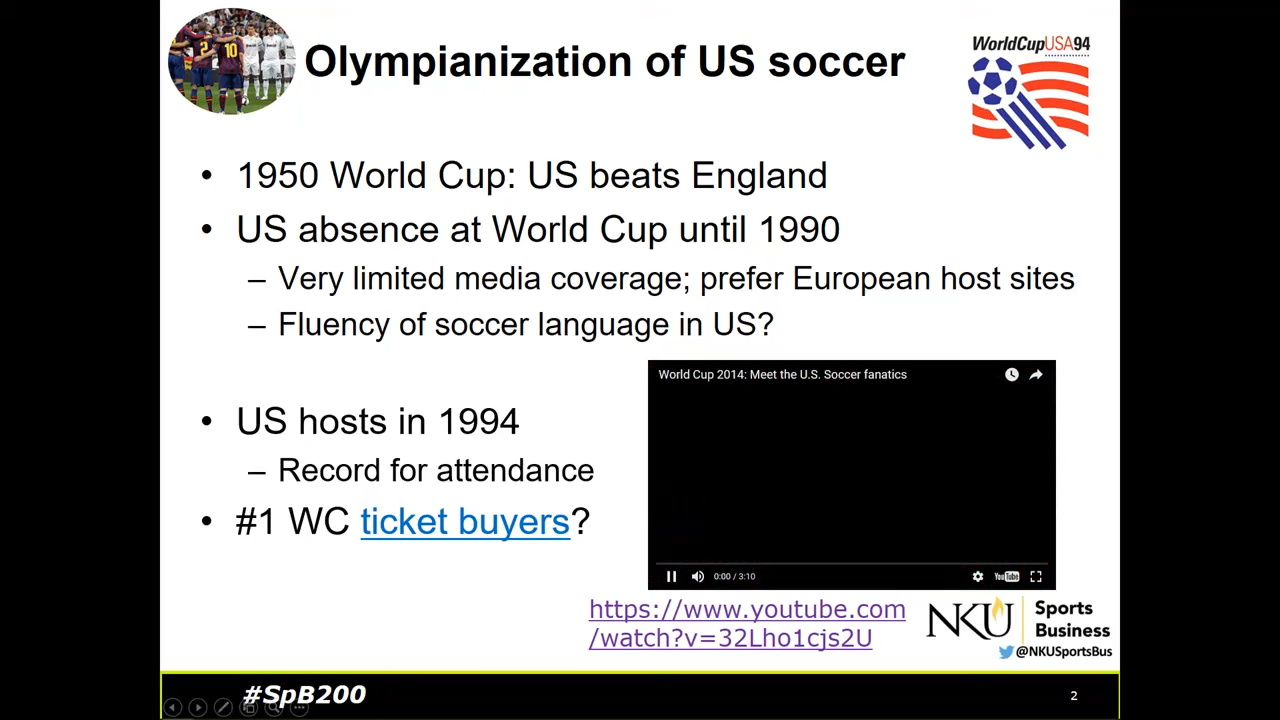 Olympianization of US soccer
WorldCupUSA94
2
10
• 1950 World Cup: US beats England
• US absence at World Cup until 1990
– Very limited media coverage; prefer European host sites
– Fluency of soccer language in US?
• US hosts in 1994
– Record for attendance
• #1 WC ticket buyers?
World Cup 2014: Meet the U.S. Soccer fanatics
0:00 / 3:10
YouTube
https://www.youtube.com
/watch?v=32Lho1cjs2U
NKU
Sports
Business
@NKUSportsBus
#SpB200
2